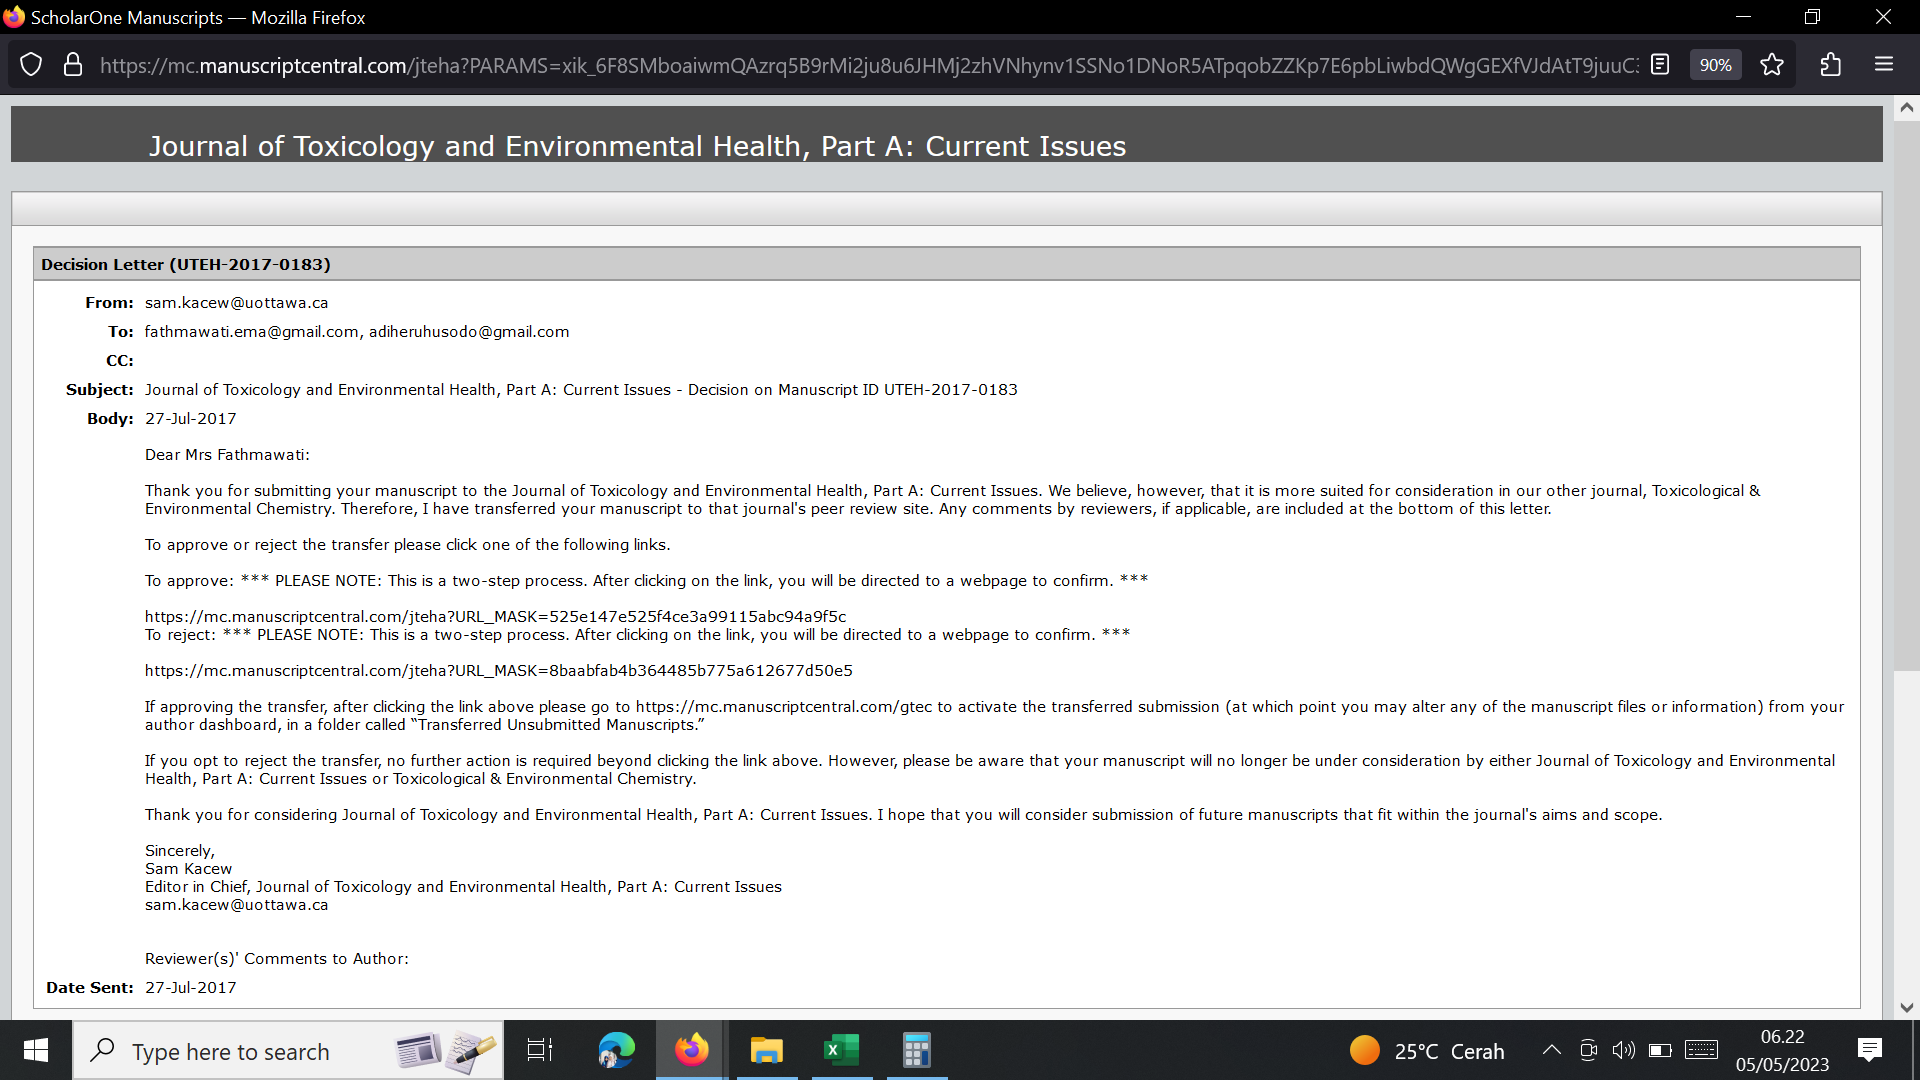 ScholarOne Manuscripts — Mozilla Firefox
https://mc.manuscriptcentral.com/jteha?PARAMS=xik_6F8SMboaiwmQAzrq5B9rMi2ju8u6JHMj2zhVNhynv1SSNo1DNoR5ATpqobZZKp7E6pbLiwbdQWgGEXfVJdAtT9juuC3
90%
Journal of Toxicology and Environmental Health, Part A: Current Issues
Decision Letter (UTEH-2017-0183)
From: sam.kacew@uottawa.ca
To: fathmawati.ema@gmail.com, adiheruhusodo@gmail.com
CC:
Subject: Journal of Toxicology and Environmental Health, Part A: Current Issues - Decision on Manuscript ID UTEH-2017-0183
Body: 27-Jul-2017
Dear Mrs Fathmawati:
Thank you for submitting your manuscript to the Journal of Toxicology and Environmental Health, Part A: Current Issues. We believe, however, that it is more suited for consideration in our other journal, Toxicological &
Environmental Chemistry. Therefore, I have transferred your manuscript to that journal's peer review site. Any comments by reviewers, if applicable, are included at the bottom of this letter.
To approve or reject the transfer please click one of the following links.
To approve: *** PLEASE NOTE: This is a two-step process. After clicking on the link, you will be directed to a webpage to confirm. ***
https://mc.manuscriptcentral.com/jteha?URL_MASK=525e147e525f4ce3a99115abc94a9f5c
To reject: *** PLEASE NOTE: This is a two-step process. After clicking on the link, you will be directed to a webpage to confirm. ***
https://mc.manuscriptcentral.com/jteha?URL_MASK=8baabfab4b364485b775a612677d50e5
If approving the transfer, after clicking the link above please go to https://mc.manuscriptcentral.com/gtec to activate the transferred submission (at which point you may alter any of the manuscript files or information) from your
author dashboard, in a folder called “Transferred Unsubmitted Manuscripts.”
If you opt to reject the transfer, no further action is required beyond clicking the link above. However, please be aware that your manuscript will no longer be under consideration by either Journal of Toxicology and Environmental
Health, Part A: Current Issues or Toxicological & Environmental Chemistry.
Thank you for considering Journal of Toxicology and Environmental Health, Part A: Current Issues. I hope that you will consider submission of future manuscripts that fit within the journal's aims and scope.
Sincerely,
Sam Kacew
Editor in Chief, Journal of Toxicology and Environmental Health, Part A: Current Issues
sam.kacew@uottawa.ca
Reviewer(s)' Comments to Author:
Date Sent: 27-Jul-2017
Type here to search
25°C Cerah
06.22
05/05/2023